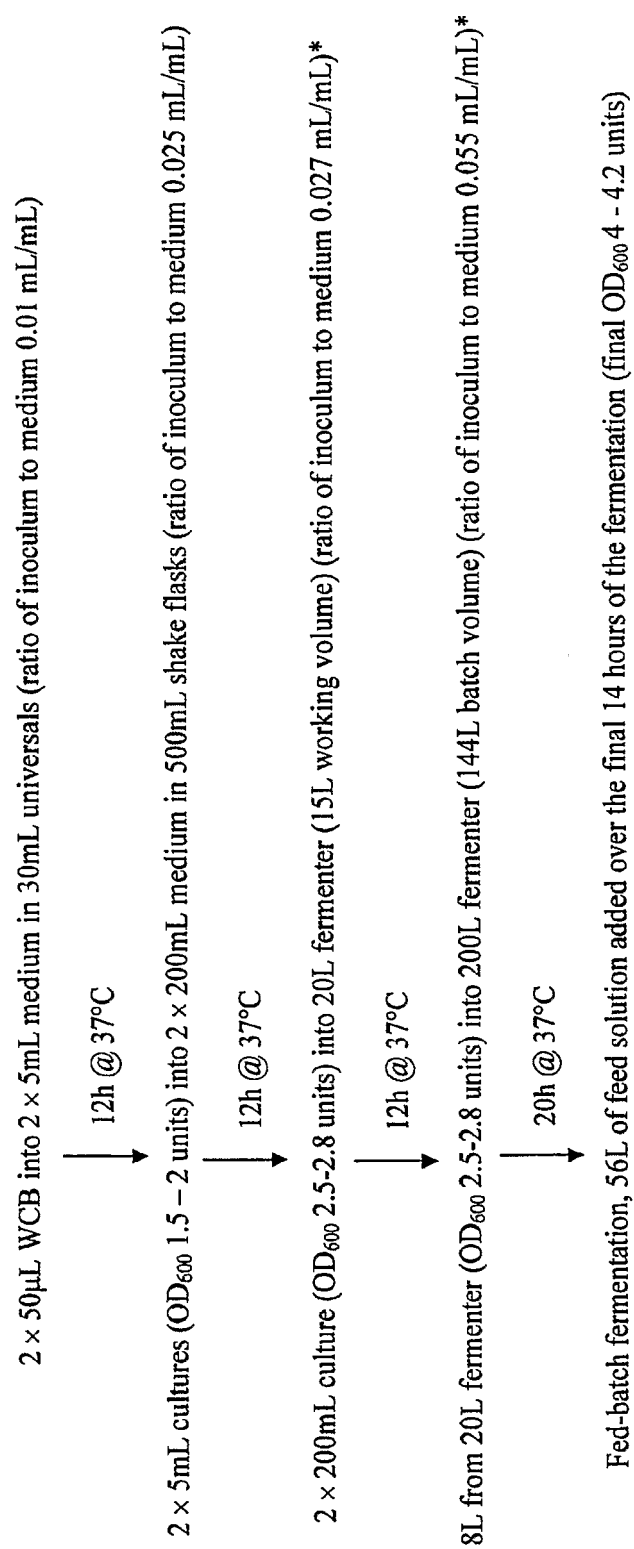 2 × 50µL WCB into 2 × 5mL medium in 30mL universals (ratio of inoculum to medium 0.01 mL/mL)
12h @ 37°C
2 × 5mL cultures (OD₆₀₀ 1.5 – 2 units) into 2 × 200mL medium in 500mL shake flasks (ratio of inoculum to medium 0.025 mL/mL)
12h @ 37°C
2 × 200mL culture (OD₆₀₀ 2.5-2.8 units) into 20L fermenter (15L working volume) (ratio of inoculum to medium 0.027 mL/mL)*
12h @ 37°C
8L from 20L fermenter (OD₆₀₀ 2.5-2.8 units) into 200L fermenter (144L batch volume) (ratio of inoculum to medium 0.055 mL/mL)*
20h @ 37°C
Fed-batch fermentation, 56L of feed solution added over the final 14 hours of the fermentation (final OD₆₀₀ 4 - 4.2 units)